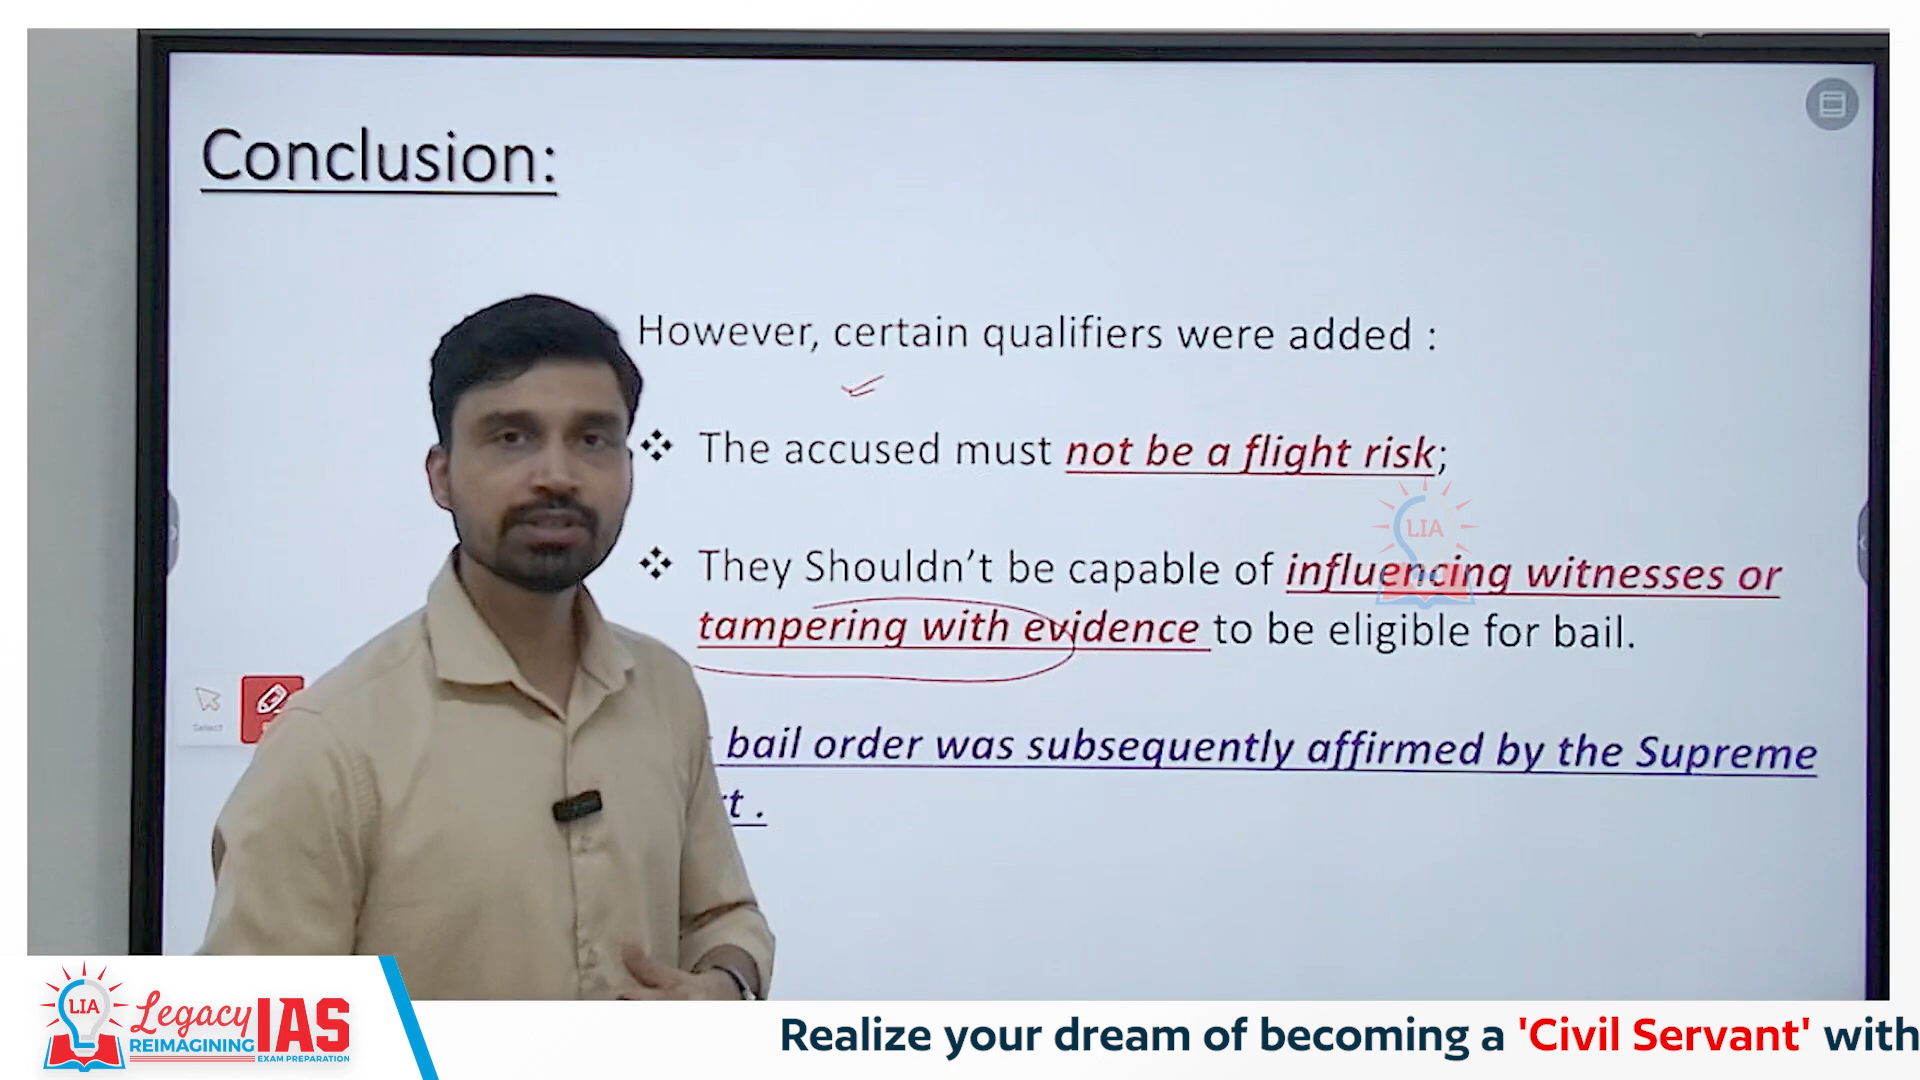 Conclusion:
However, certain qualifiers were added :
❖ The accused must not be a flight risk;
❖ They Shouldn't be capable of influencing witnesses or
tampering with evidence to be eligible for bail.
bail order was subsequently affirmed by the Supreme
t .
Select
LIA
LIA
Legacy IAS
REIMAGINING EXAM PREPARATION
Realize your dream of becoming a 'Civil Servant' with